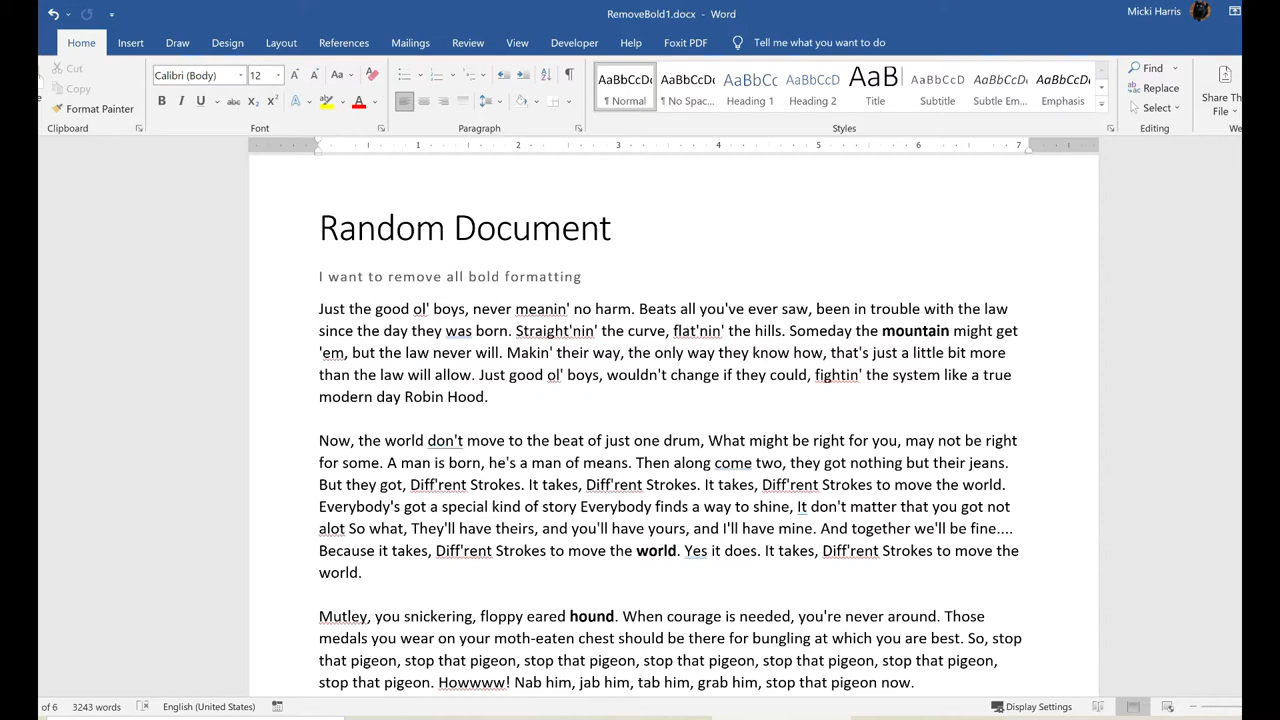 RemoveBold1.docx - Word
Micki Harris
Home Insert Draw Design Layout References Mailings Review View Developer Help Foxit PDF Tell me what you want to do
Cut
Copy
Format Painter
Clipboard
Calibri (Body) 12
Font
Paragraph
AaBbCcDc AaBbCcDc AaBbCc AaBbCcD AaB AaBbCcD AaBbCcDc AaBbCcDc
¶ Normal ¶ No Spac... Heading 1 Heading 2 Title Subtitle Subtle Em... Emphasis
Styles
Find
Replace
Select
Editing
Share Th
File
We
1 2 3 4 5 6 7
Random Document
I want to remove all bold formatting
Just the good ol' boys, never meanin' no harm. Beats all you've ever saw, been in trouble with the law
since the day they was born. Straight'nin' the curve, flat'nin' the hills. Someday the mountain might get
'em, but the law never will. Makin' their way, the only way they know how, that's just a little bit more
than the law will allow. Just good ol' boys, wouldn't change if they could, fightin' the system like a true
modern day Robin Hood.
Now, the world don't move to the beat of just one drum, What might be right for you, may not be right
for some. A man is born, he's a man of means. Then along come two, they got nothing but their jeans.
But they got, Diff'rent Strokes. It takes, Diff'rent Strokes. It takes, Diff'rent Strokes to move the world.
Everybody's got a special kind of story Everybody finds a way to shine, It don't matter that you got not
alot So what, They'll have theirs, and you'll have yours, and I'll have mine. And together we'll be fine....
Because it takes, Diff'rent Strokes to move the world. Yes it does. It takes, Diff'rent Strokes to move the
world.
Mutley, you snickering, floppy eared hound. When courage is needed, you're never around. Those
medals you wear on your moth-eaten chest should be there for bungling at which you are best. So, stop
that pigeon, stop that pigeon, stop that pigeon, stop that pigeon, stop that pigeon, stop that pigeon,
stop that pigeon. Howwww! Nab him, jab him, tab him, grab him, stop that pigeon now.
of 6 3243 words English (United States) Display Settings